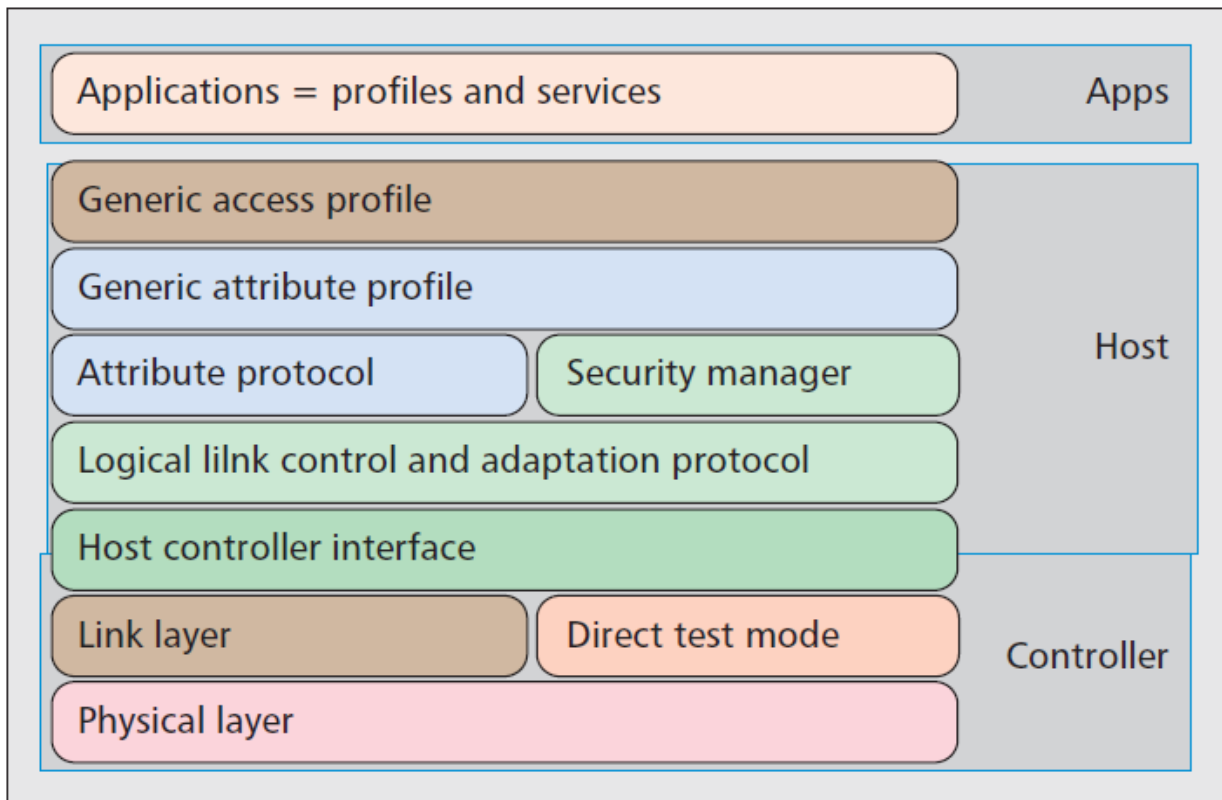 Applications = profiles and services
Apps
Generic access profile
Generic attribute profile
Host
Attribute protocol
Security manager
Logical lilnk control and adaptation protocol
Host controller interface
Link layer
Direct test mode
Controller
Physical layer